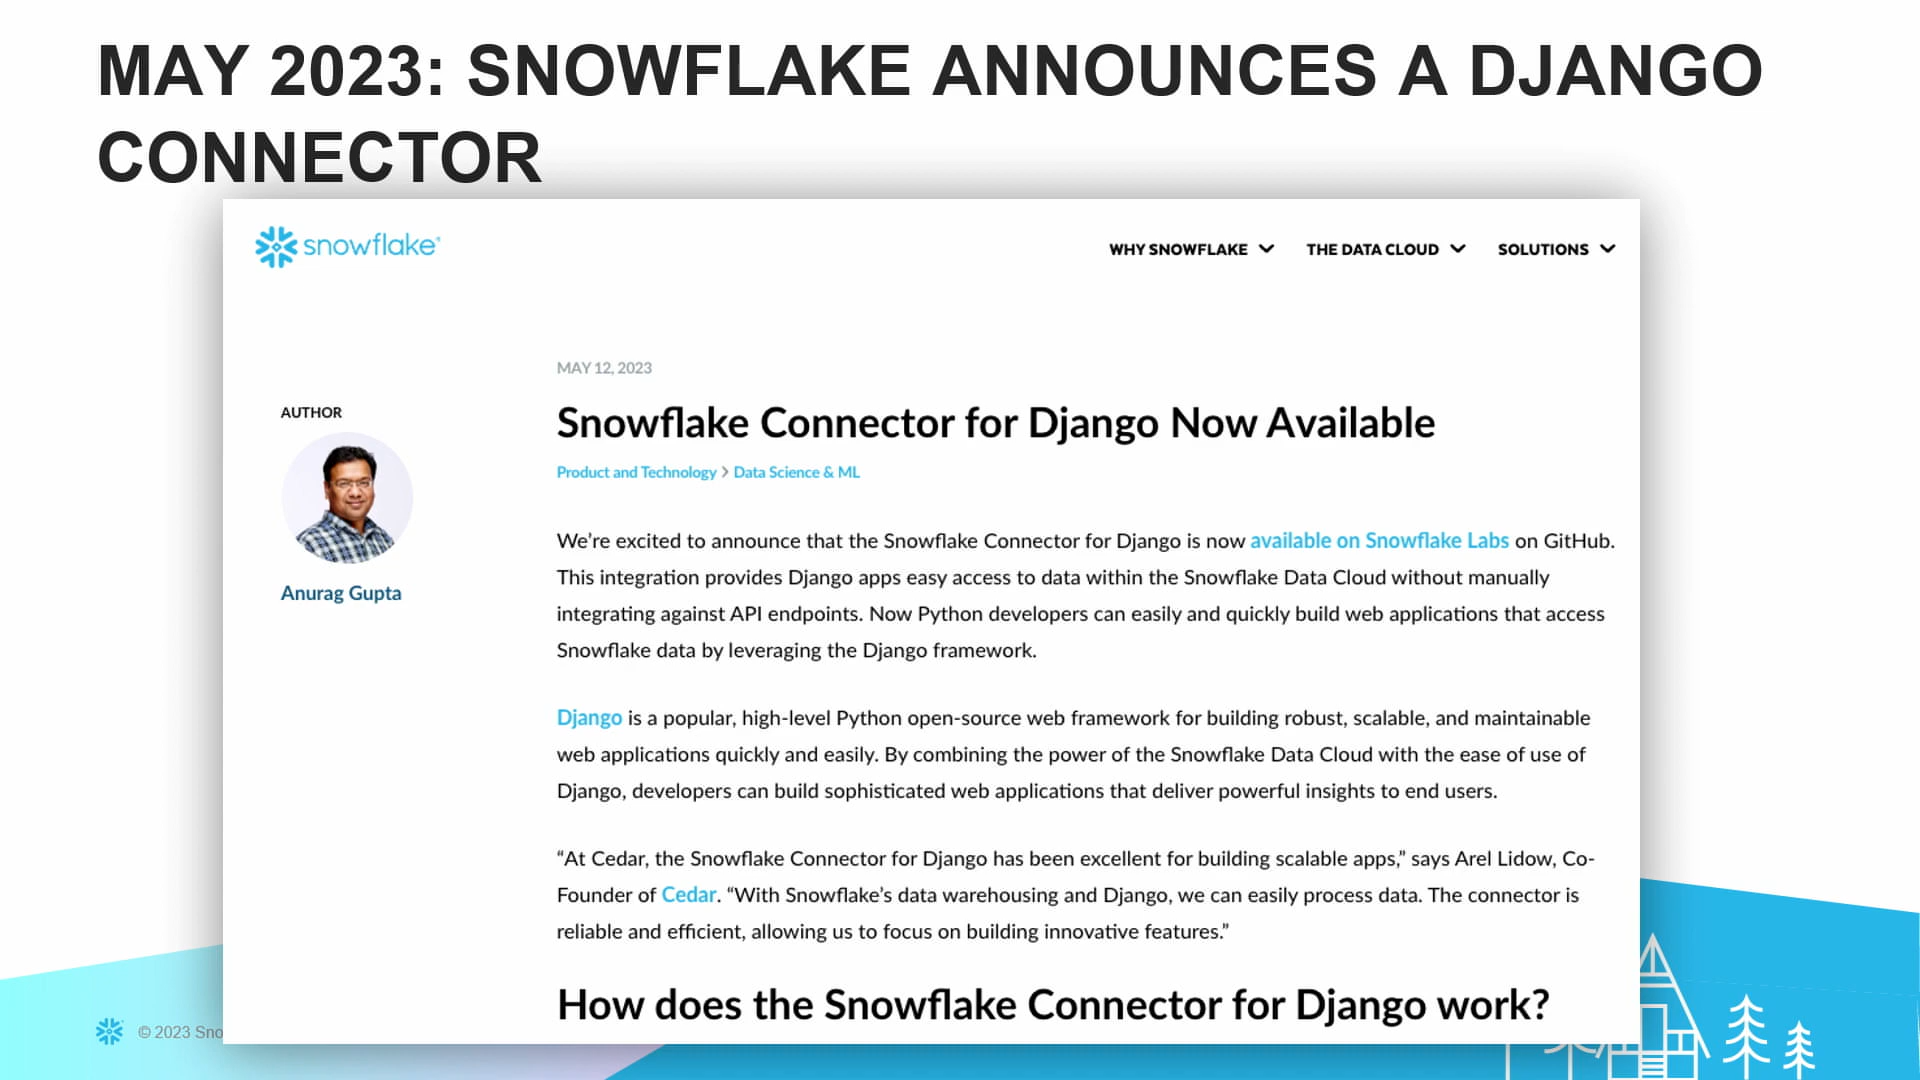 MAY 2023: SNOWFLAKE ANNOUNCES A DJANGO
CONNECTOR
snowflake®
WHY SNOWFLAKE
THE DATA CLOUD
SOLUTIONS
MAY 12, 2023
AUTHOR
Snowflake Connector for Django Now Available
Product and Technology > Data Science & ML
We’re excited to announce that the Snowflake Connector for Django is now available on Snowflake Labs on GitHub.
This integration provides Django apps easy access to data within the Snowflake Data Cloud without manually
integrating against API endpoints. Now Python developers can easily and quickly build web applications that access
Snowflake data by leveraging the Django framework.
Anurag Gupta
Django is a popular, high-level Python open-source web framework for building robust, scalable, and maintainable
web applications quickly and easily. By combining the power of the Snowflake Data Cloud with the ease of use of
Django, developers can build sophisticated web applications that deliver powerful insights to end users.
“At Cedar, the Snowflake Connector for Django has been excellent for building scalable apps,” says Arel Lidow, Co-
Founder of Cedar. “With Snowflake’s data warehousing and Django, we can easily process data. The connector is
reliable and efficient, allowing us to focus on building innovative features.”
How does the Snowflake Connector for Django work?
© 2023 Sno